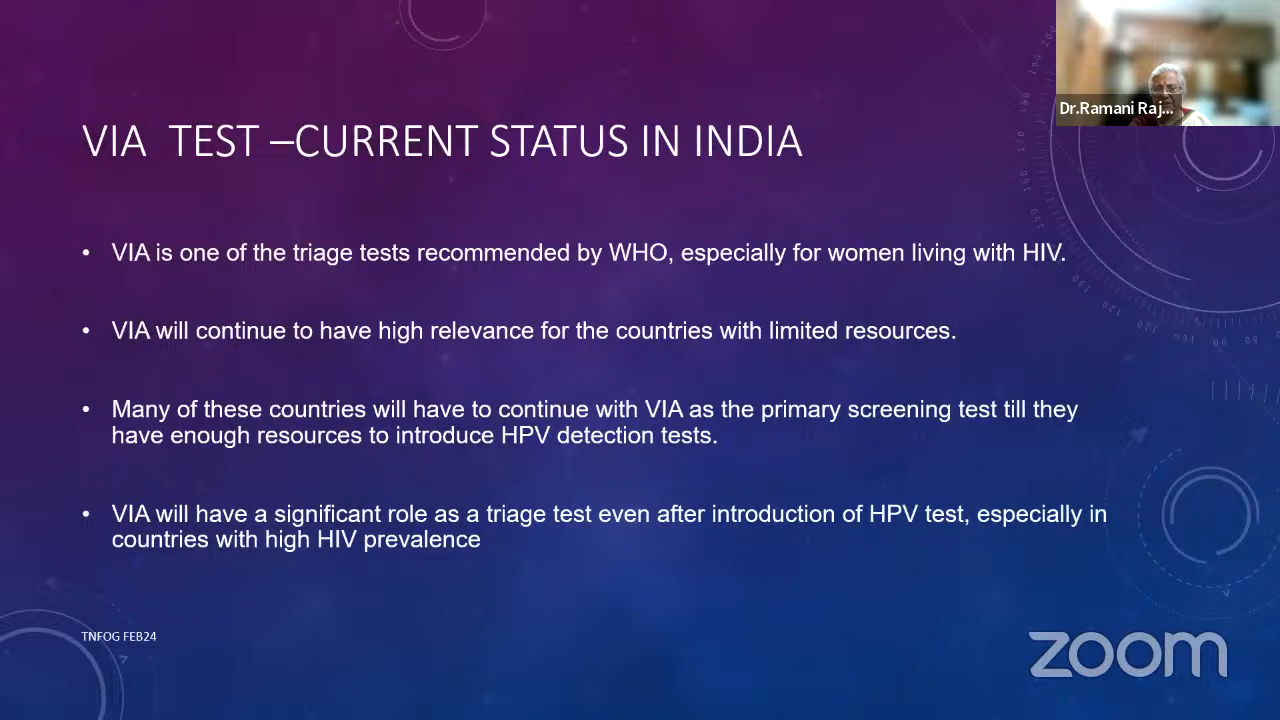 Dr.Ramani Raj...
VIA TEST –CURRENT STATUS IN INDIA
• VIA is one of the triage tests recommended by WHO, especially for women living with HIV.
• VIA will continue to have high relevance for the countries with limited resources.
• Many of these countries will have to continue with VIA as the primary screening test till they
have enough resources to introduce HPV detection tests.
• VIA will have a significant role as a triage test even after introduction of HPV test, especially in
countries with high HIV prevalence
TNFOG FEB24
zoom